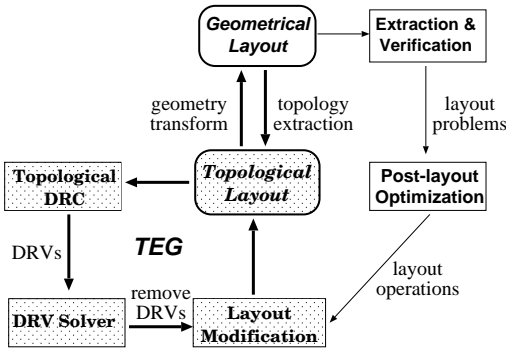 Geometrical
Layout
Extraction &
Verification
geometry
transform
topology
extraction
layout
problems
Topological
DRC
Topological
Layout
Post-layout
Optimization
DRVs
TEG
layout
operations
remove
DRVs
DRV Solver
Layout
Modification